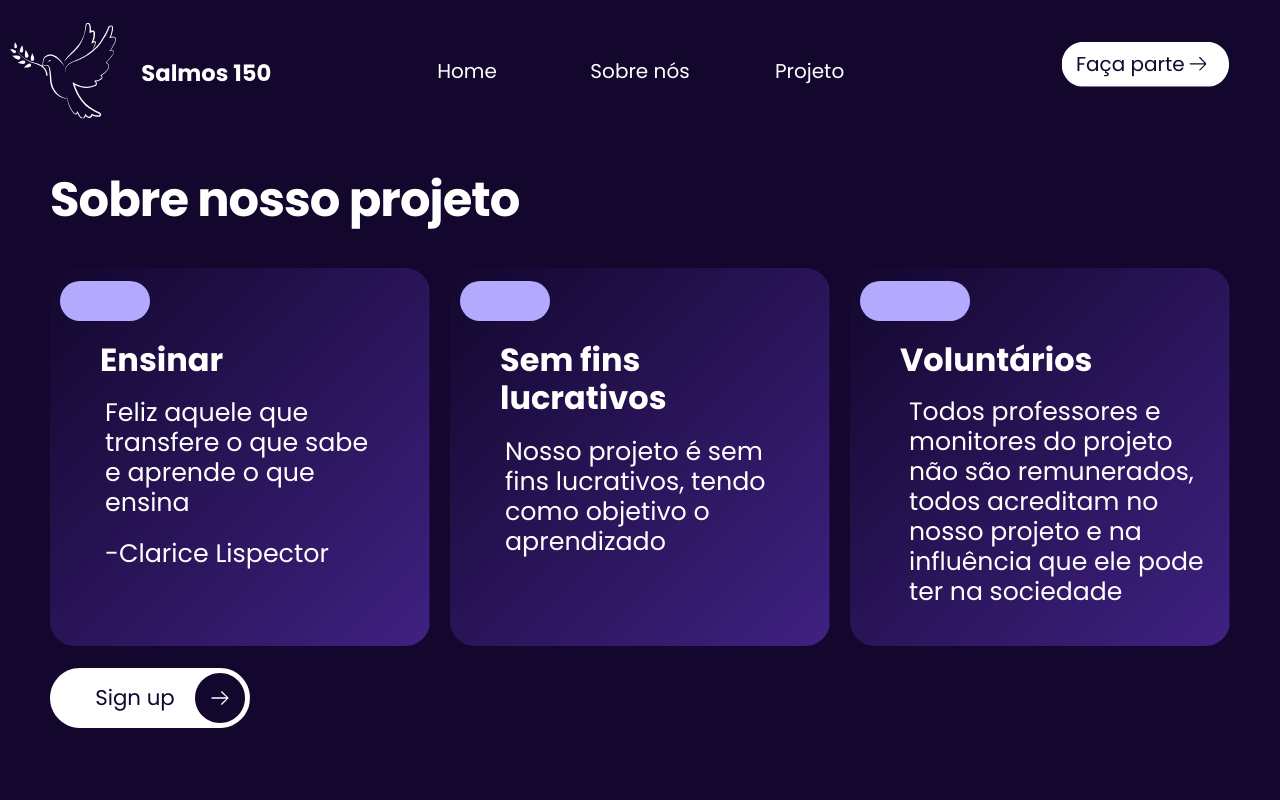 Salmos 150
Home
Sobre nós
Projeto
Faça parte
Sobre nosso projeto
Ensinar
Feliz aquele que
transfere o que sabe
e aprende o que
ensina
-Clarice Lispector
Sem fins
lucrativos
Nosso projeto é sem
fins lucrativos, tendo
como objetivo o
aprendizado
Voluntários
Todos professores e
monitores do projeto
não são remunerados,
todos acreditam no
nosso projeto e na
influência que ele pode
ter na sociedade
Sign up